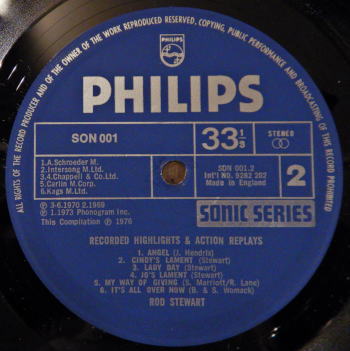 ALL RIGHTS OF THE RECORD PRODUCER AND OF THE OWNER OF THE WORK REPRODUCED RESERVED. COPYING, PUBLIC PERFORMANCE AND BROADCASTING OF THIS RECORD PROHIBITED
PHILIPS
PHILIPS
SON 001
33 1/3
STEREO
1.A.Schroeder M.
2.Intersong M.Ltd.
3.4.Chappell & Co.Ltd.
5.Carlin M.Corp.
6.Kags M.Ltd.
SON 001.2
Int'l NO. 9282 202
Made in England
2
℗ 3-6.1970 2.1969
℗ 1.1973 Phonogram Inc.
This Compilation ℗ 1976
SONIC SERIES
RECORDED HIGHLIGHTS & ACTION REPLAYS
1. ANGEL (J. Hendrix)
2. CINDY'S LAMENT (Stewart)
3. LADY DAY (Stewart)
4. JO'S LAMENT (Stewart)
5. MY WAY OF GIVING (S. Marriott/R. Lane)
6. IT'S ALL OVER NOW (B. & S. Womack)
ROD STEWART